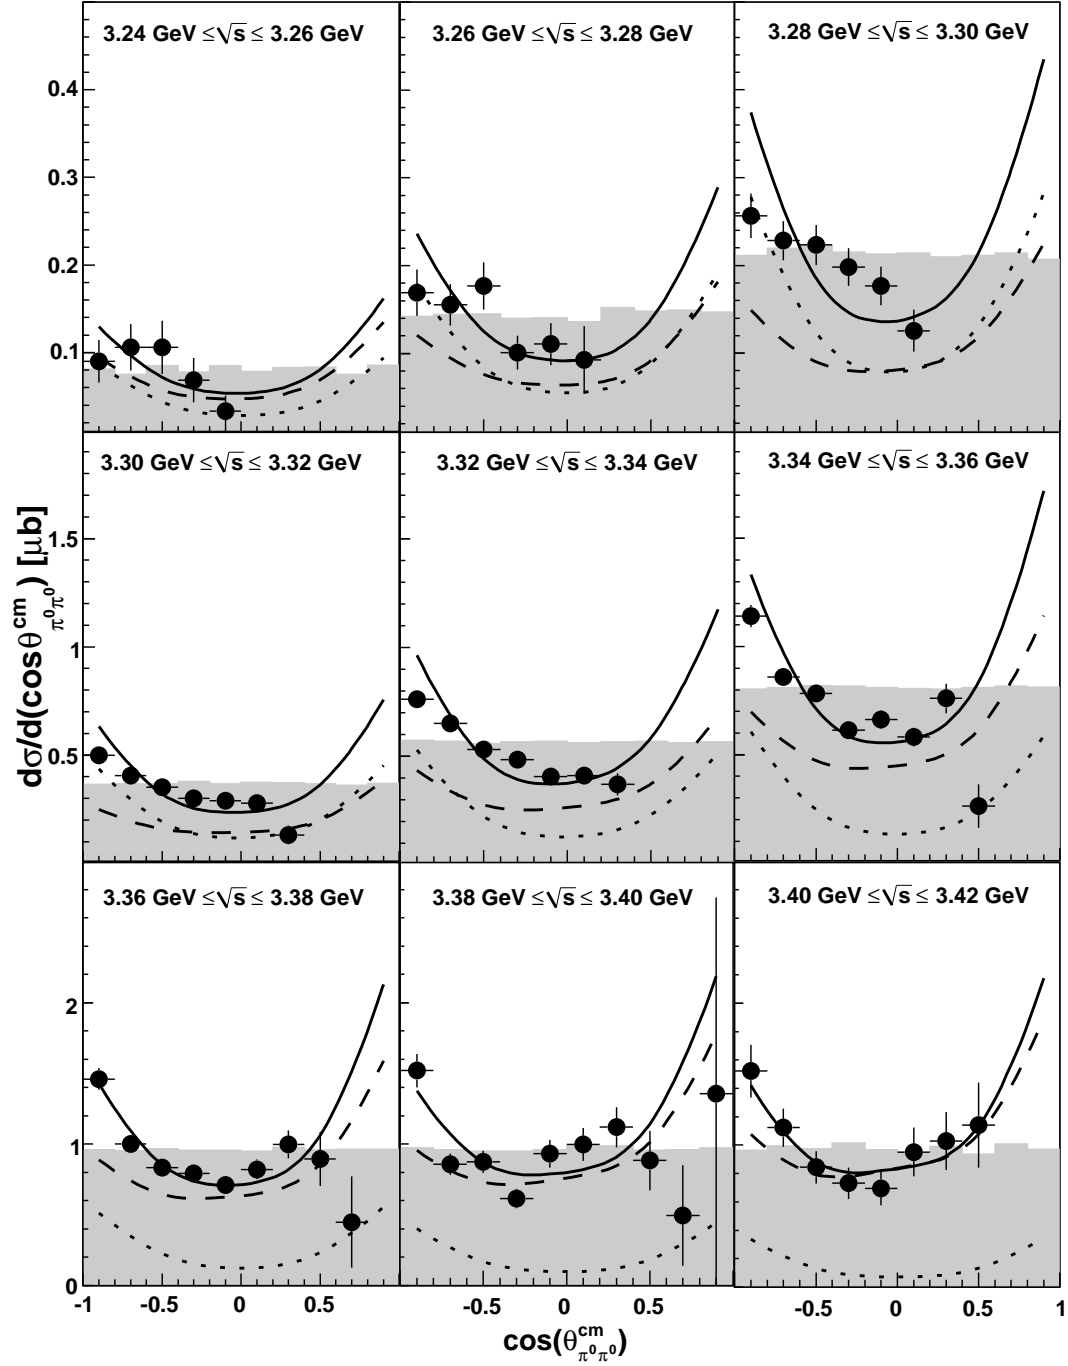 3.24 GeV ≤√s ≤ 3.26 GeV
3.26 GeV ≤√s ≤ 3.28 GeV
3.28 GeV ≤√s ≤ 3.30 GeV
0.4
0.3
0.2
0.1
3.30 GeV ≤√s ≤ 3.32 GeV
3.32 GeV ≤√s ≤ 3.34 GeV
3.34 GeV ≤√s ≤ 3.36 GeV
dσ/d(cosθ^cm_π⁰π⁰) [μb]
1.5
1
0.5
3.36 GeV ≤√s ≤ 3.38 GeV
3.38 GeV ≤√s ≤ 3.40 GeV
3.40 GeV ≤√s ≤ 3.42 GeV
2
1
0
-1 -0.5 0 0.5 -0.5 0 0.5 -0.5 0 0.5 1
cos(θ^cm_π⁰π⁰)